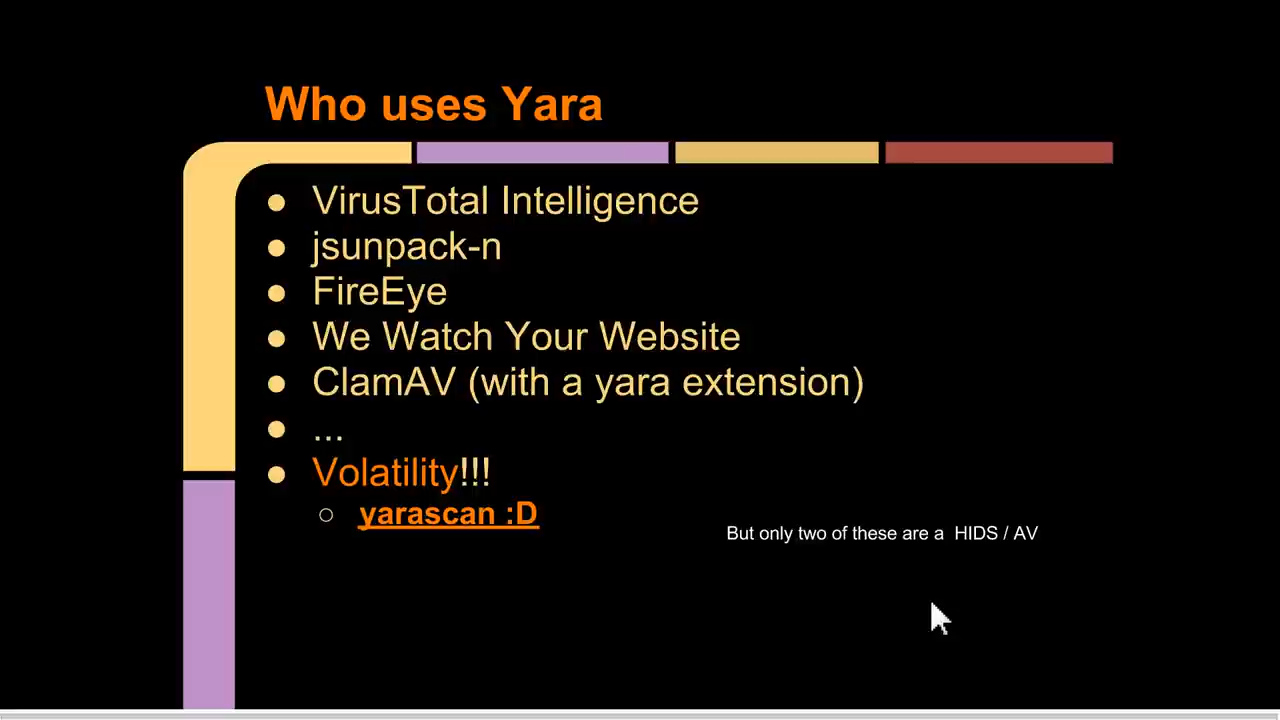 Who uses Yara
● VirusTotal Intelligence
● jsunpack-n
● FireEye
● We Watch Your Website
● ClamAV (with a yara extension)
● ...
● Volatility!!!
○ yarascan :D
But only two of these are a  HIDS / AV